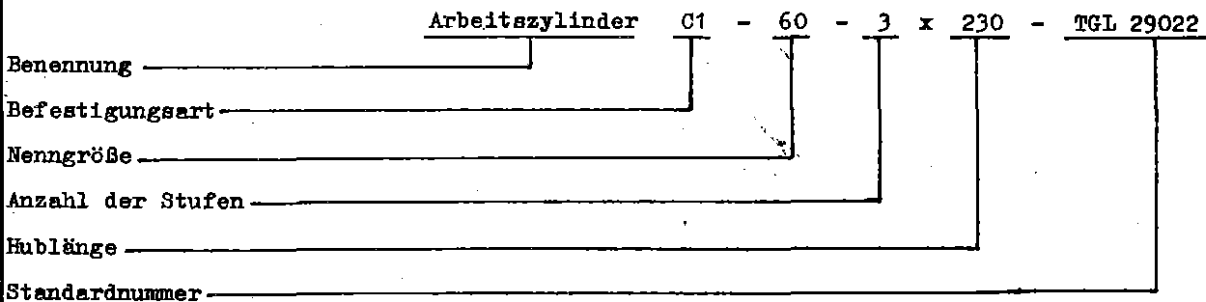 Arbeitszylinder C1 - 60 - 3 x 230 - TGL 29022
Benennung
Befestigungsart
Nenngröße
Anzahl der Stufen
Hublänge
Standardnummer